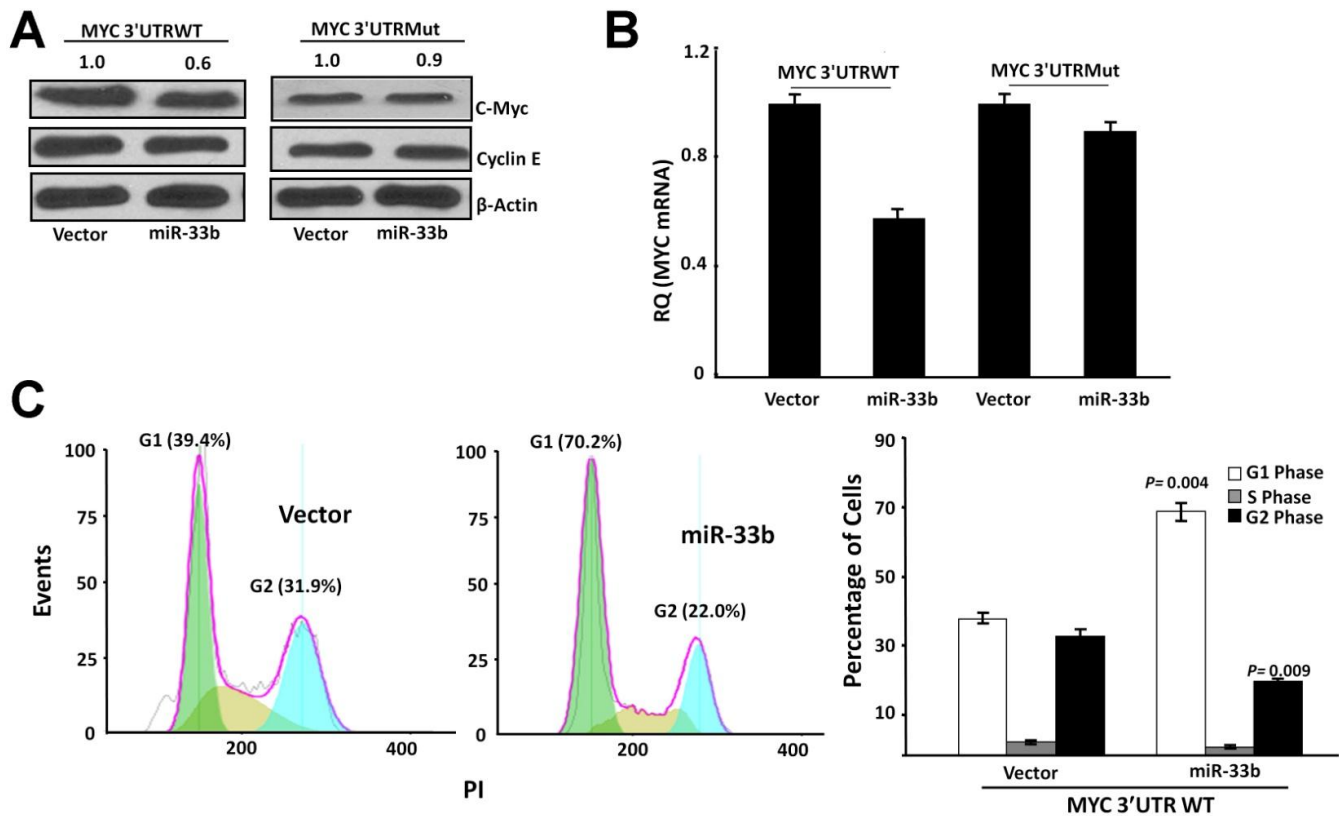 A
MYC 3'UTRWT
MYC 3'UTRMut
1.0 0.6
1.0 0.9
C-Myc
Cyclin E
β-Actin
Vector miR-33b
Vector miR-33b
B
RQ (MYC mRNA)
1.2
0.8
0.4
0
MYC 3'UTRWT
MYC 3'UTRMut
Vector miR-33b Vector miR-33b
C
Events
100
75
50
25
0
G1 (39.4%)
Vector
G2 (31.9%)
200 400
100
75
50
25
0
G1 (70.2%)
miR-33b
G2 (22.0%)
200 400
PI
Percentage of Cells
90
70
50
30
10
P= 0.004
P= 0.009
G1 Phase
S Phase
G2 Phase
Vector miR-33b
MYC 3'UTR WT